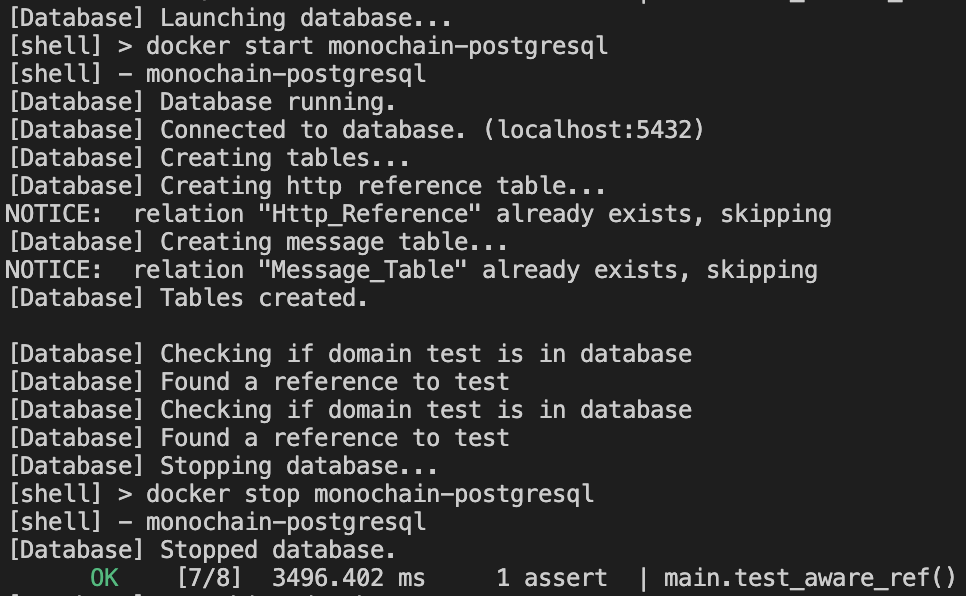 [Database] Launching database...
[shell] > docker start monochain-postgresql
[shell] - monochain-postgresql
[Database] Database running.
[Database] Connected to database. (localhost:5432)
[Database] Creating tables...
[Database] Creating http reference table...
NOTICE:  relation "Http_Reference" already exists, skipping
[Database] Creating message table...
NOTICE:  relation "Message_Table" already exists, skipping
[Database] Tables created.

[Database] Checking if domain test is in database
[Database] Found a reference to test
[Database] Checking if domain test is in database
[Database] Found a reference to test
[Database] Stopping database...
[shell] > docker stop monochain-postgresql
[shell] - monochain-postgresql
[Database] Stopped database.
OK    [7/8]  3496.402 ms     1 assert  | main.test_aware_ref()